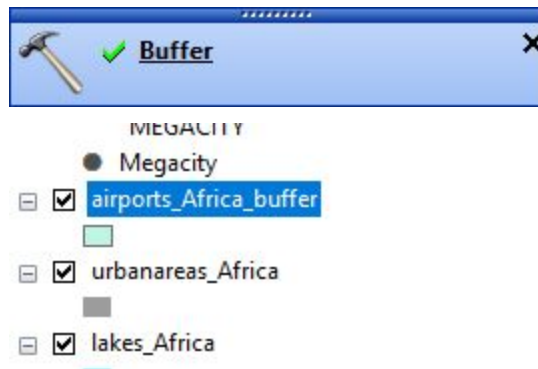 Buffer
MEGACITY
Megacity
airports_Africa_buffer
urbanareas_Africa
lakes_Africa